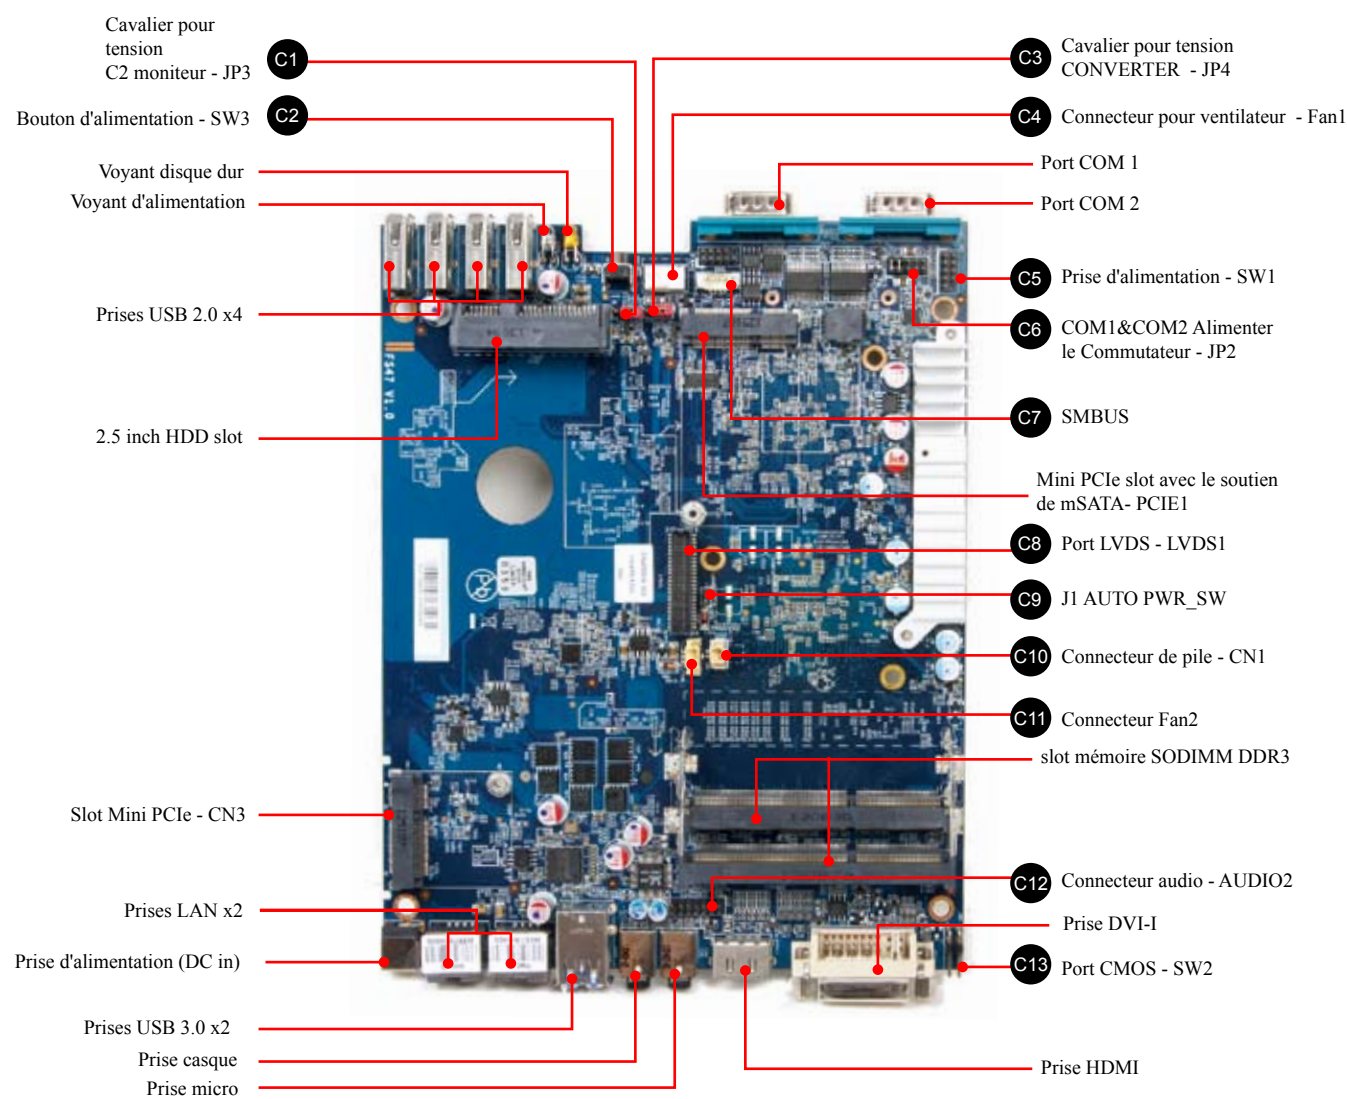 Cavalier pour
tension
C2 moniteur - JP3
C1
Bouton d'alimentation - SW3
C2
Voyant disque dur
Voyant d'alimentation
Prises USB 2.0 x4
2.5 inch HDD slot
Slot Mini PCIe - CN3
Prises LAN x2
Prise d'alimentation (DC in)
Prises USB 3.0 x2
Prise casque
Prise micro
C3
Cavalier pour tension
CONVERTER - JP4
C4
Connecteur pour ventilateur - Fan1
Port COM 1
Port COM 2
C5
Prise d'alimentation - SW1
C6
COM1&COM2 Alimenter
le Commutateur - JP2
C7
SMBUS
Mini PCIe slot avec le soutien
de mSATA- PCIE1
C8
Port LVDS - LVDS1
C9
J1 AUTO PWR_SW
C10
Connecteur de pile - CN1
C11
Connecteur Fan2
slot mémoire SODIMM DDR3
C12
Connecteur audio - AUDIO2
Prise DVI-I
C13
Port CMOS - SW2
Prise HDMI
FS47 V1.0
Pb